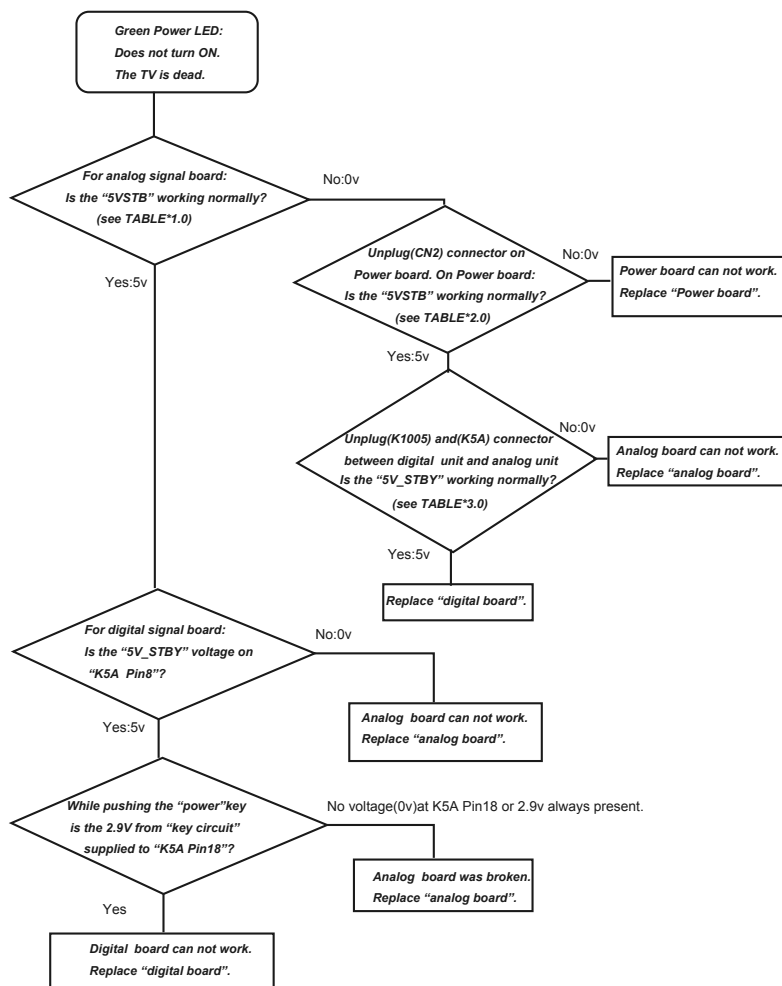 Green Power LED:
Does not turn ON.
The TV is dead.
For analog signal board:
Is the “5VSTB” working normally?
(see TABLE*1.0)
No:0v
Yes:5v
Unplug(CN2) connector on
Power board. On Power board:
Is the “5VSTB” working normally?
(see TABLE*2.0)
No:0v
Power board can not work.
Replace “Power board”.
Yes:5v
Unplug(K1005) and(K5A) connector
between digital unit and analog unit
Is the “5V_STBY” working normally?
(see TABLE*3.0)
No:0v
Analog board can not work.
Replace “analog board”.
Yes:5v
Replace “digital board”.
For digital signal board:
Is the “5V_STBY” voltage on
“K5A Pin8”?
No:0v
Analog board can not work.
Replace “analog board”.
Yes:5v
While pushing the “power”key
is the 2.9V from “key circuit”
supplied to “K5A Pin18”?
No voltage(0v)at K5A Pin18 or 2.9v always present.
Analog board was broken.
Replace “analog board”.
Yes
Digital board can not work.
Replace “digital board”.